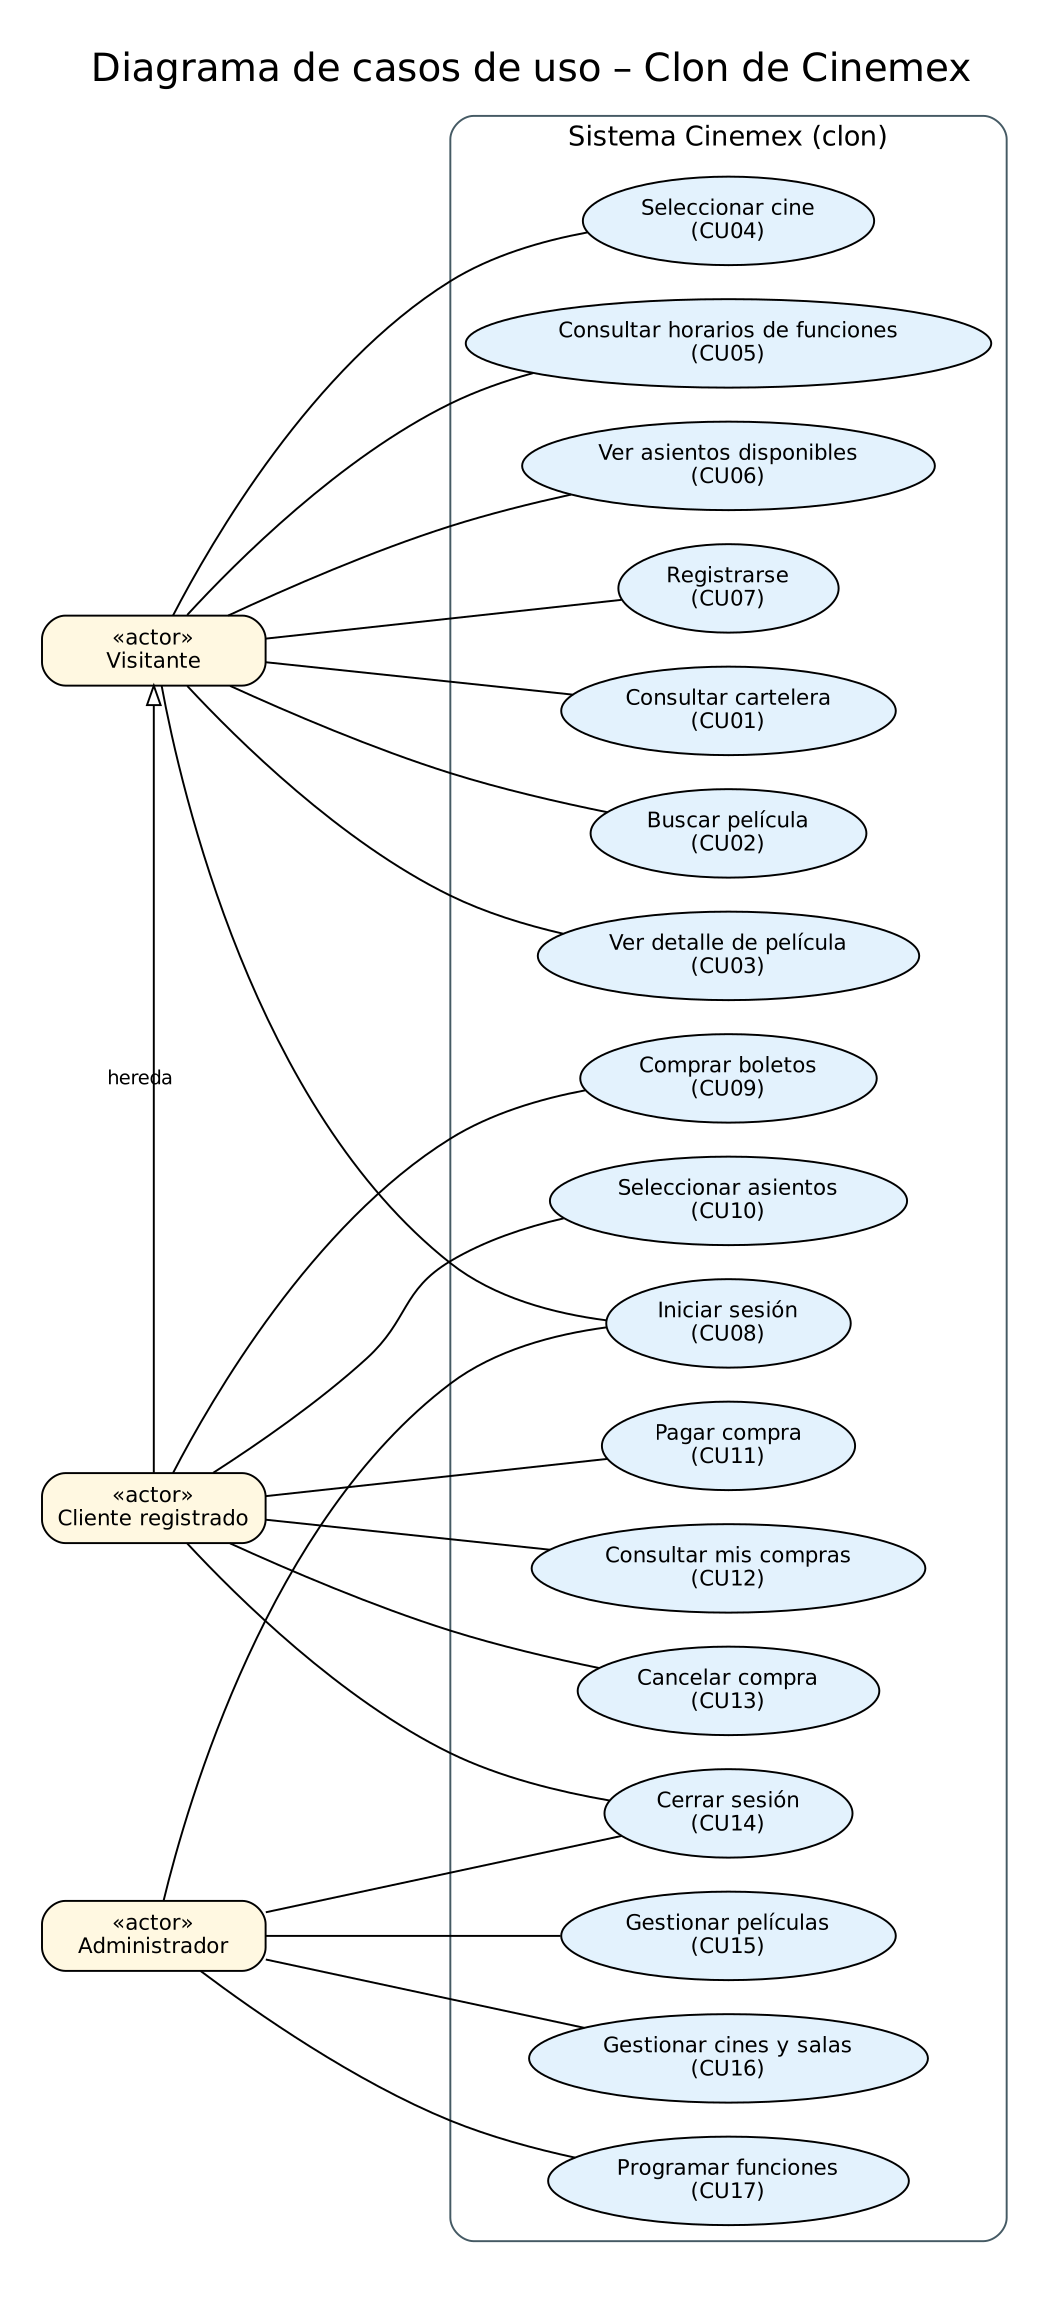 Diagrama de casos de uso – Clon de Cinemex
Sistema Cinemex (clon)
Seleccionar cine
(CU04)
Consultar horarios de funciones
(CU05)
Ver asientos disponibles
(CU06)
Registrarse
(CU07)
«actor»
Visitante
Consultar cartelera
(CU01)
Buscar película
(CU02)
Ver detalle de película
(CU03)
hereda
Comprar boletos
(CU09)
Seleccionar asientos
(CU10)
Iniciar sesión
(CU08)
Pagar compra
(CU11)
«actor»
Cliente registrado
Consultar mis compras
(CU12)
Cancelar compra
(CU13)
Cerrar sesión
(CU14)
«actor»
Administrador
Gestionar películas
(CU15)
Gestionar cines y salas
(CU16)
Programar funciones
(CU17)